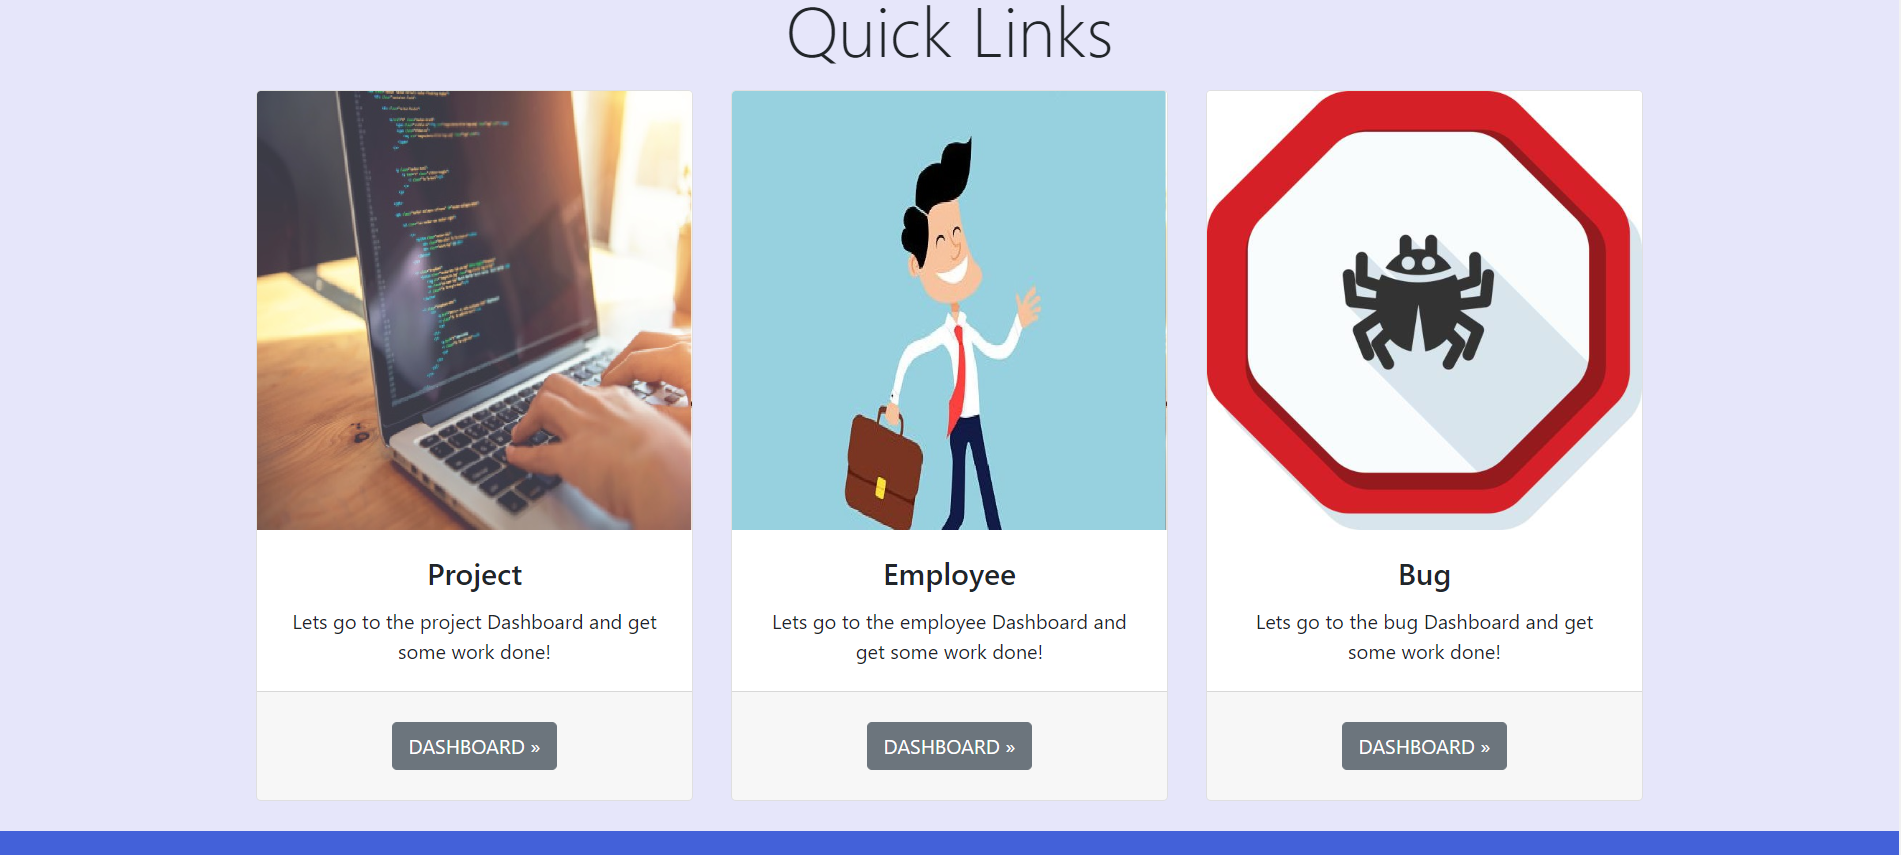 Quick Links
Project
Lets go to the project Dashboard and get
some work done!
DASHBOARD »
Employee
Lets go to the employee Dashboard and
get some work done!
DASHBOARD »
Bug
Lets go to the bug Dashboard and get
some work done!
DASHBOARD »